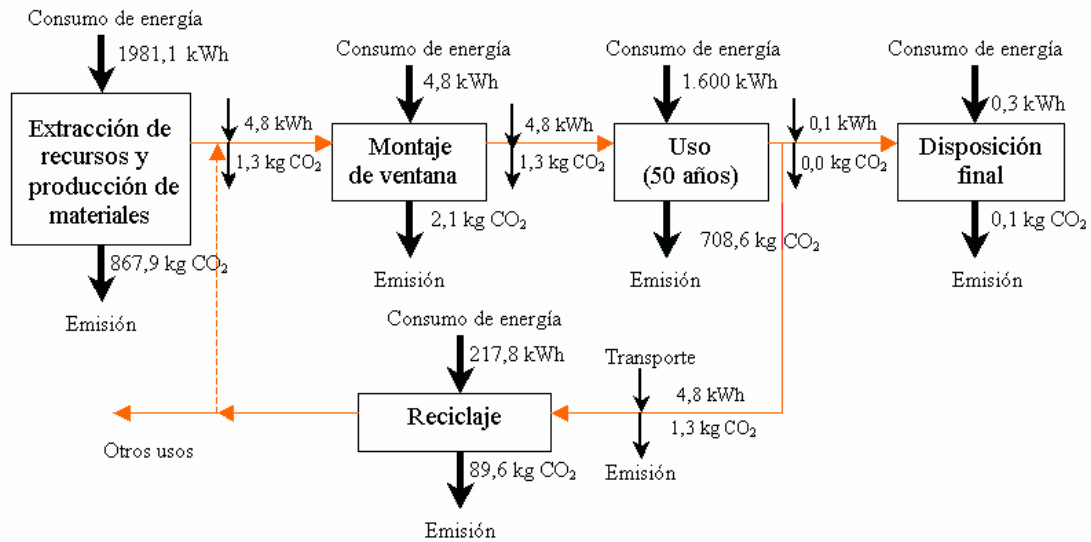 Consumo de energía
1981,1 kWh
Extracción de
recursos y
producción de
materiales
867,9 kg CO₂
Emisión
4,8 kWh
1,3 kg CO₂
Consumo de energía
4,8 kWh
Montaje
de ventana
2,1 kg CO₂
Emisión
4,8 kWh
1,3 kg CO₂
Consumo de energía
1.600 kWh
Uso
(50 años)
708,6 kg CO₂
Emisión
0,1 kWh
0,0 kg CO₂
Consumo de energía
0,3 kWh
Disposición
final
0,1 kg CO₂
Emisión
Transporte
4,8 kWh
1,3 kg CO₂
Emisión
Consumo de energía
217,8 kWh
Reciclaje
89,6 kg CO₂
Emisión
Otros usos